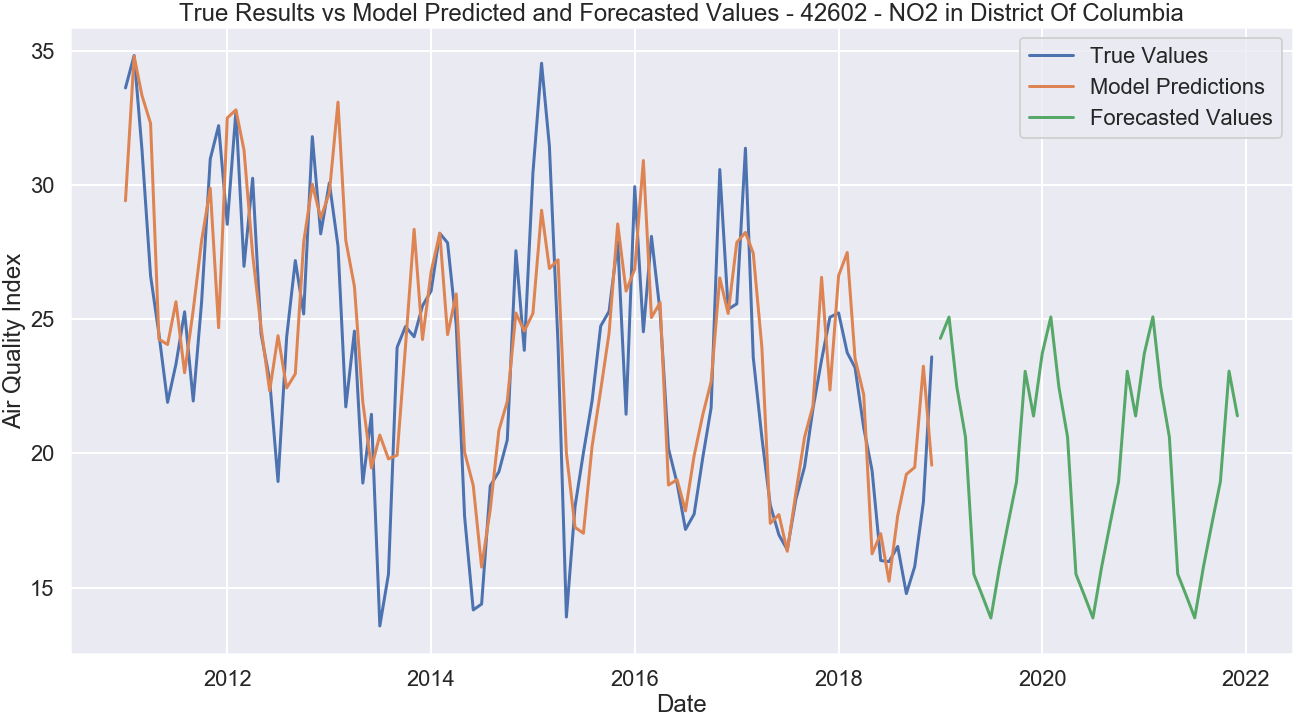 True Results vs Model Predicted and Forecasted Values - 42602 - NO2 in District Of Columbia
True Values
Model Predictions
Forecasted Values
35
30
25
20
15
Air Quality Index
2012 2014 2016 2018 2020 2022
Date